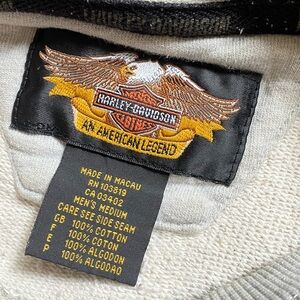 MOTOR
HARLEY-DAVIDSON
CYCLES
AN AMERICAN LEGEND
MADE IN MACAU
RN 103819
CA 03402
MEN'S MEDIUM
CARE SEE SIDE SEAM
GB 100% COTTON
F 100% COTON
E 100% ALGODON
P 100% ALGODAO